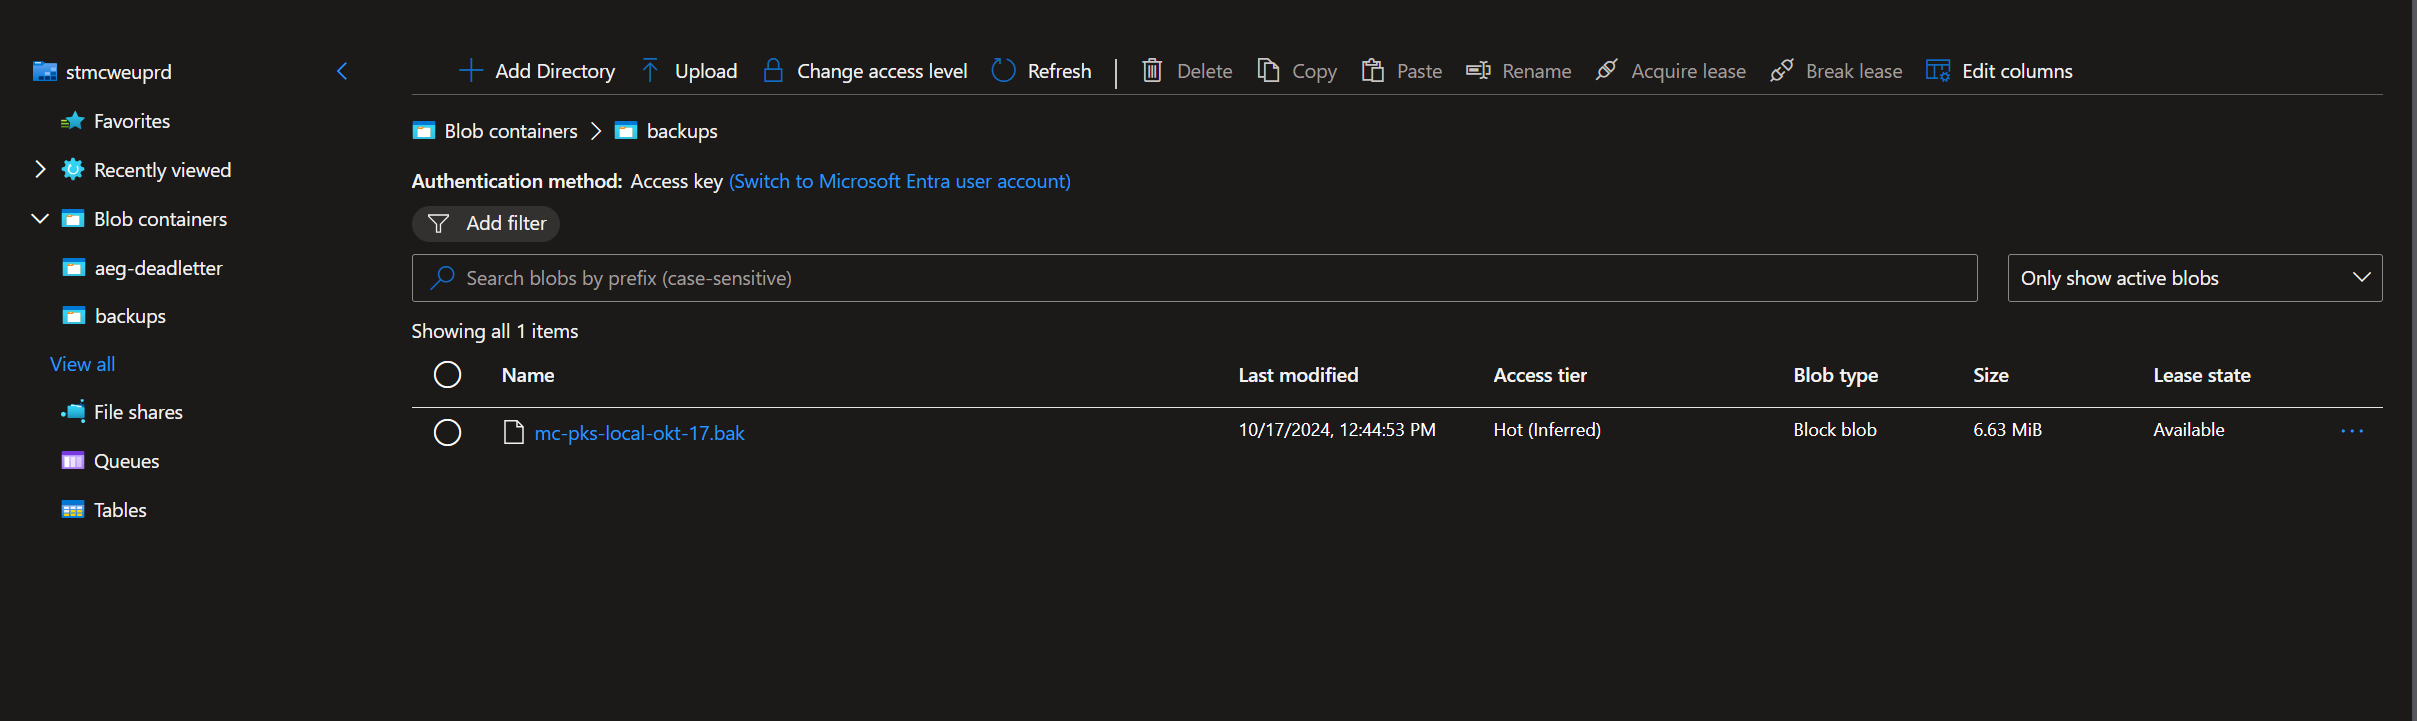 stmcweuprd
Favorites
Recently viewed
Blob containers
aeg-deadletter
backups
View all
File shares
Queues
Tables
Add Directory Upload Change access level Refresh Delete Copy Paste Rename Acquire lease Break lease Edit columns
Blob containers > backups
Authentication method: Access key (Switch to Microsoft Entra user account)
Add filter
Search blobs by prefix (case-sensitive) Only show active blobs
Showing all 1 items
Name Last modified Access tier Blob type Size Lease state
mc-pks-local-okt-17.bak 10/17/2024, 12:44:53 PM Hot (Inferred) Block blob 6.63 MiB Available ...